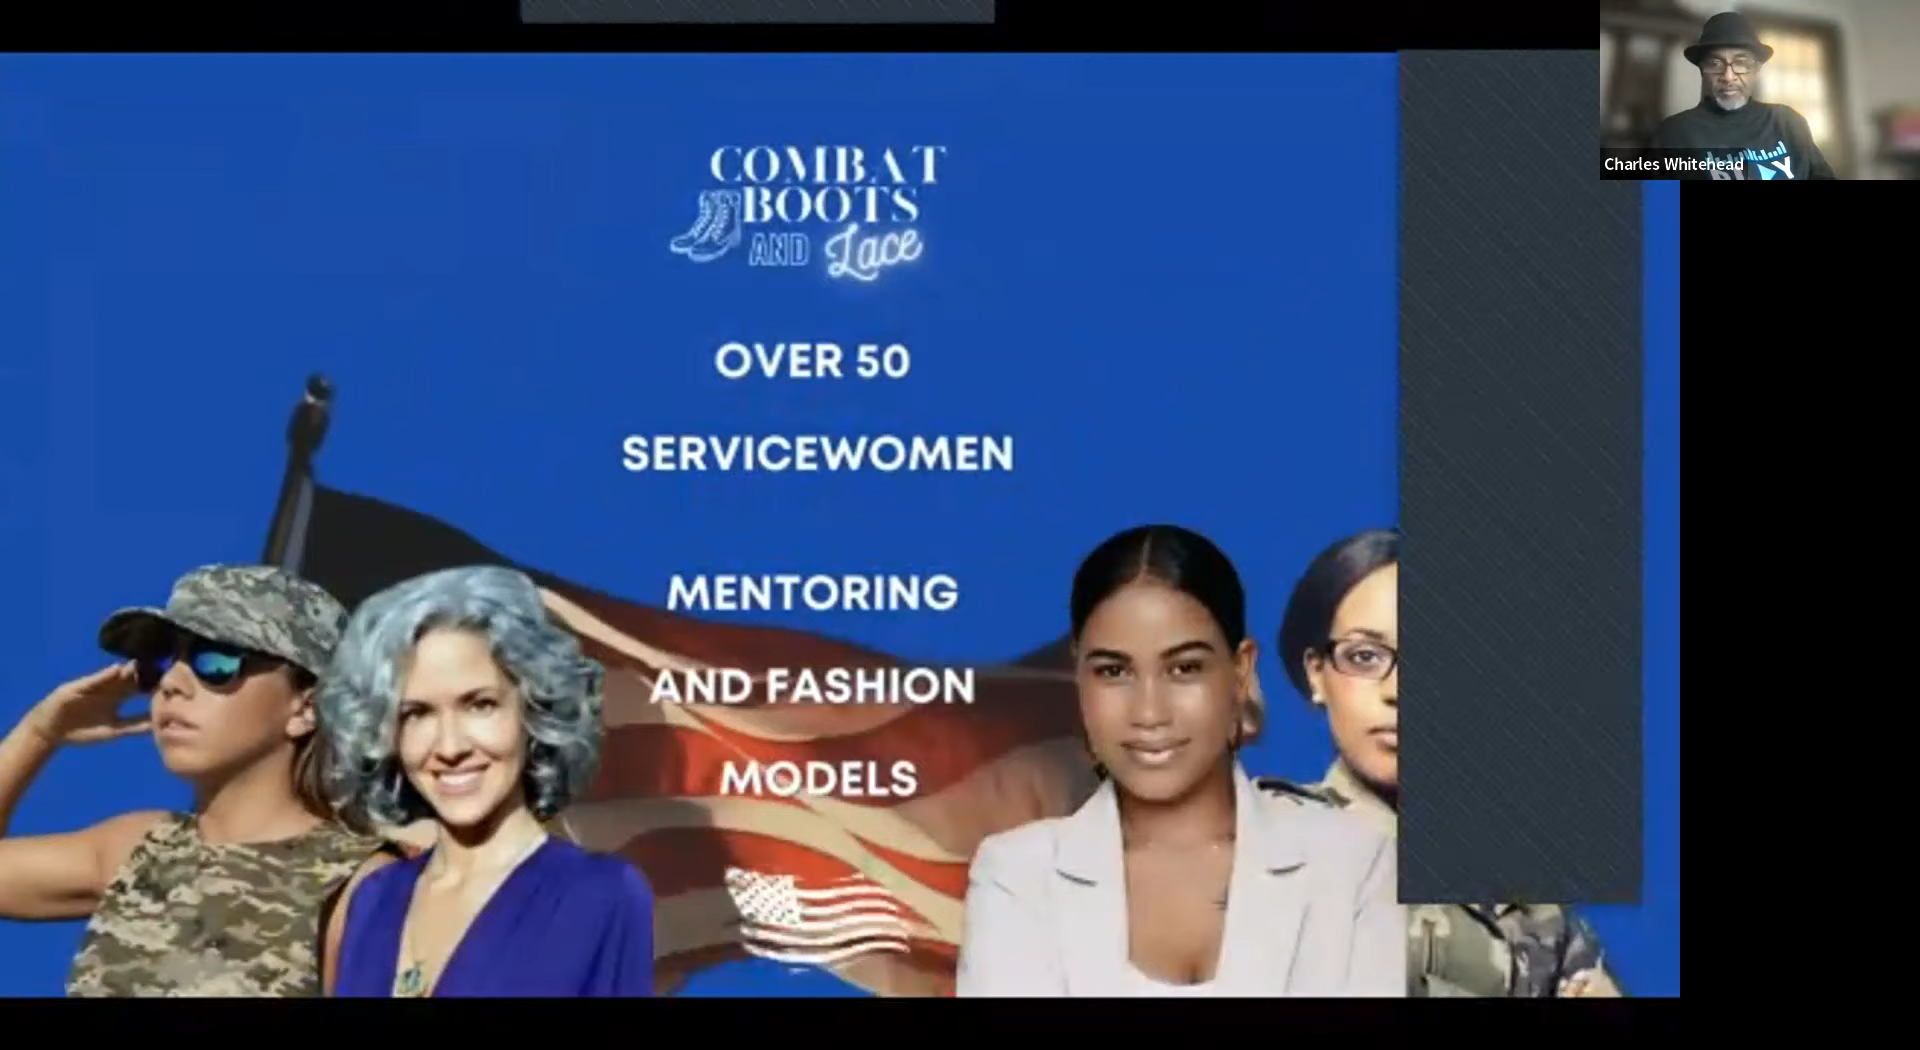 COMBAT
BOOTS
AND Lace
OVER 50
SERVICEWOMEN
MENTORING
AND FASHION
MODELS
Charles Whitehead